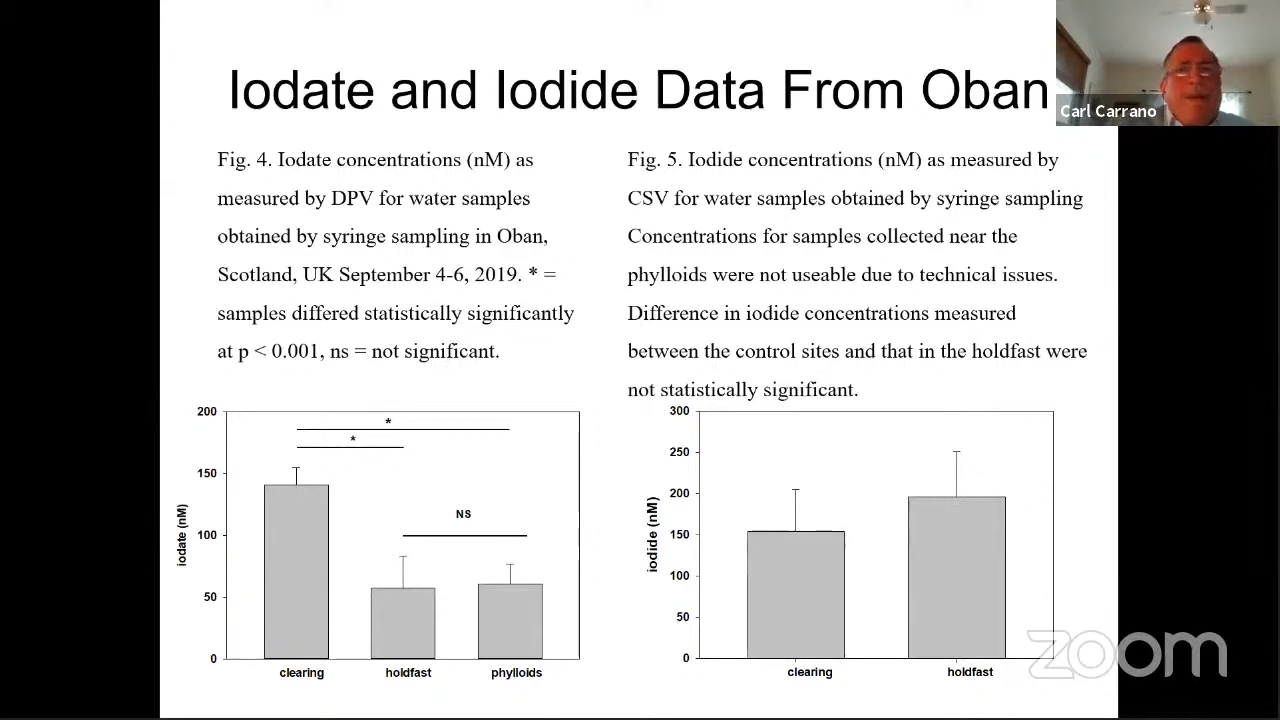 Iodate and Iodide Data From Oban
Carl Carrano
Fig. 4. Iodate concentrations (nM) as
measured by DPV for water samples
obtained by syringe sampling in Oban,
Scotland, UK September 4-6, 2019. * =
samples differed statistically significantly
at p < 0.001, ns = not significant.
Fig. 5. Iodide concentrations (nM) as measured by
CSV for water samples obtained by syringe sampling
Concentrations for samples collected near the
phylloids were not useable due to technical issues.
Difference in iodide concentrations measured
between the control sites and that in the holdfast were
not statistically significant.
200
150
100
50
0
iodate (nM)
*
*
NS
clearing
holdfast
phylloids
300
250
200
150
100
50
0
iodide (nM)
clearing
holdfast
zoom